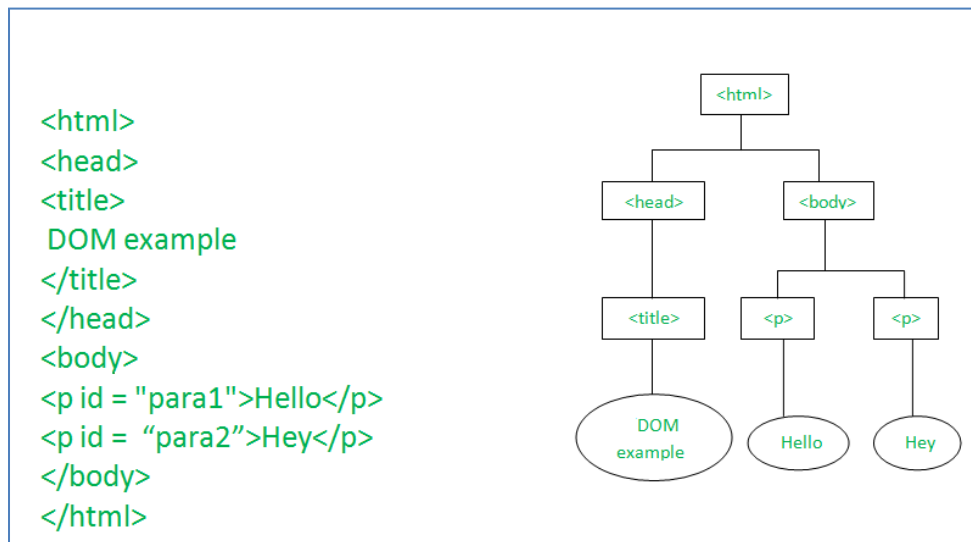 <html>
<head>
<title>
DOM example
</title>
</head>
<body>
<p id = "para1">Hello</p>
<p id =  “para2”>Hey</p>
</body>
</html>
<html>
<head>
<body>
<title>
<p>
<p>
DOM
example
Hello
Hey